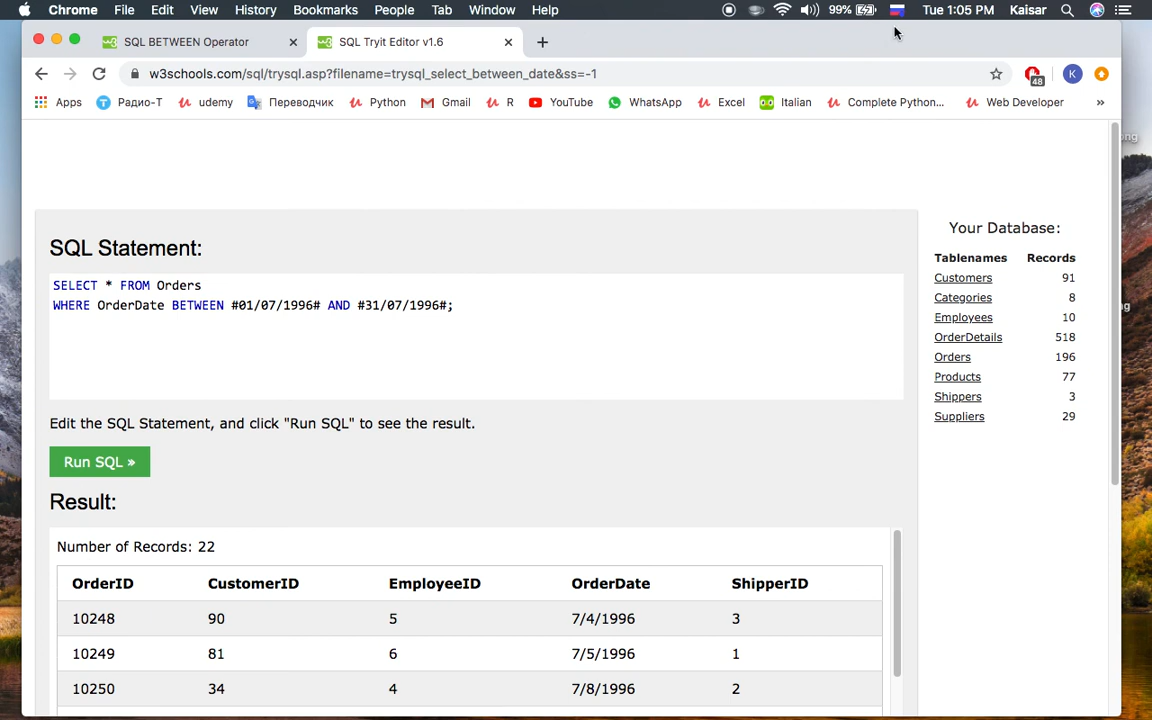 Chrome File Edit View History Bookmarks People Tab Window Help 99% Tue 1:05 PM Kaisar
SQL BETWEEN Operator
SQL Tryit Editor v1.6
w3schools.com/sql/trysql.asp?filename=trysql_select_between_date&ss=-1
K
48
Apps Радио-Т udemy Переводчик Python Gmail R YouTube WhatsApp Excel Italian Complete Python... Web Developer »
SQL Statement:
SELECT * FROM Orders
WHERE OrderDate BETWEEN #01/07/1996# AND #31/07/1996#;
Edit the SQL Statement, and click "Run SQL" to see the result.
Run SQL »
Result:
Number of Records: 22
OrderID CustomerID EmployeeID OrderDate ShipperID
10248 90 5 7/4/1996 3
10249 81 6 7/5/1996 1
10250 34 4 7/8/1996 2
Your Database:
Tablenames Records
Customers 91
Categories 8
Employees 10
OrderDetails 518
Orders 196
Products 77
Shippers 3
Suppliers 29